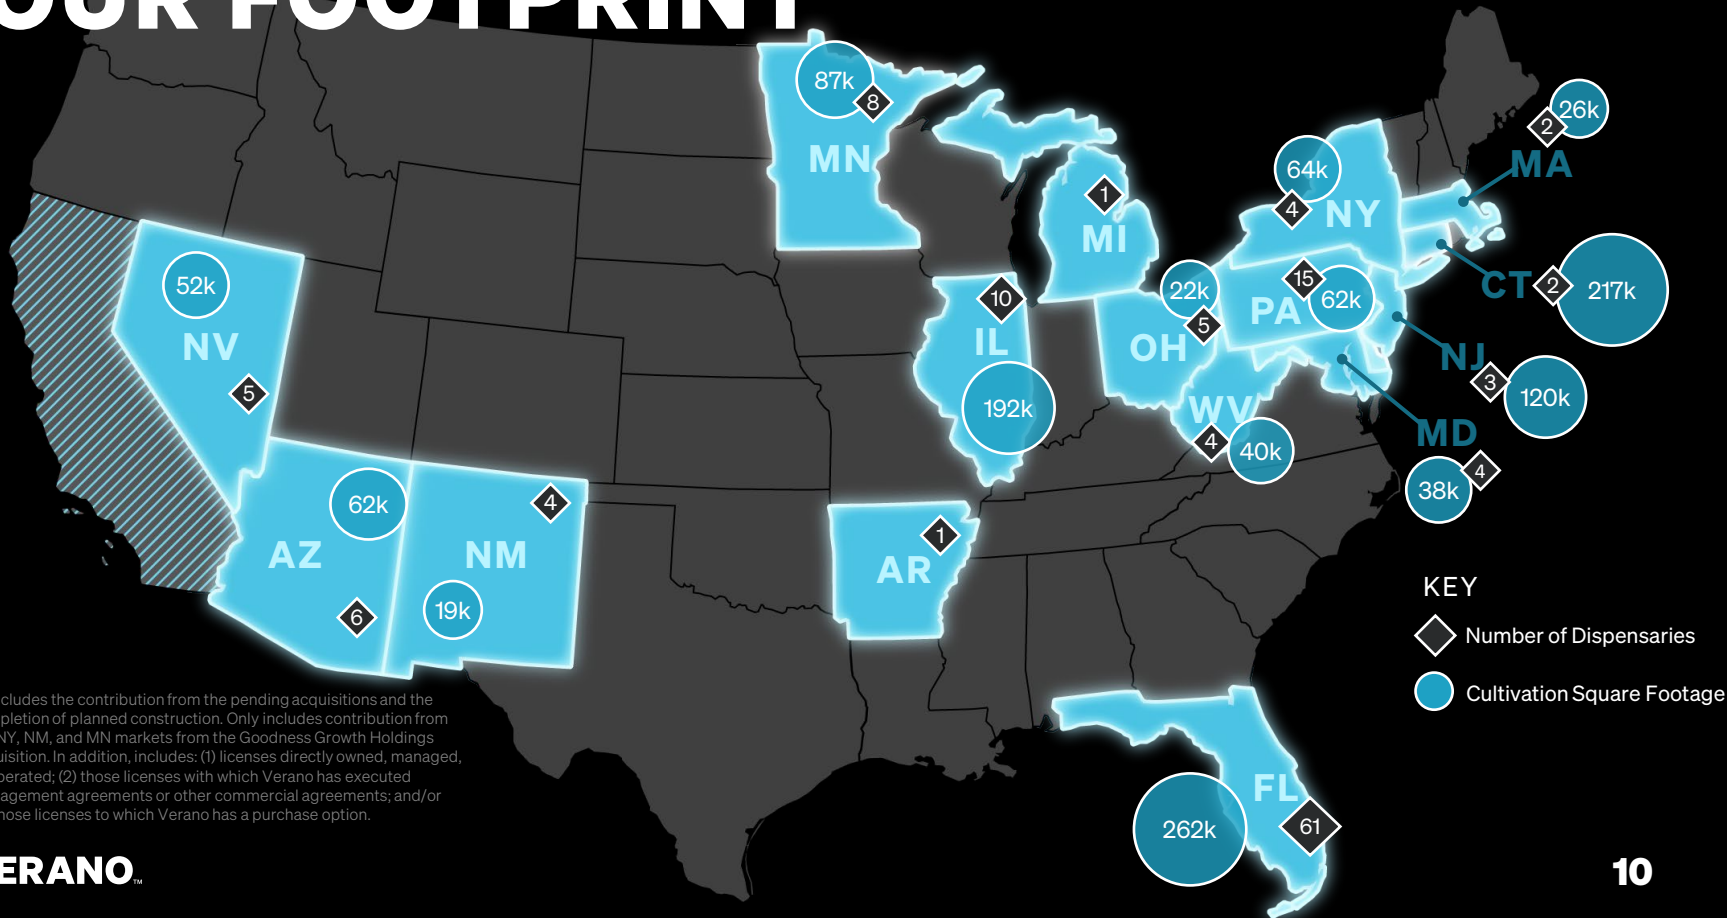 OUR FOOTPRINT
87k
8
MN
26k
2
MA
64k
4
NY
1
MI
52k
NV
5
10
IL
192k
22k
5
OH
15
62k
PA
CT
2
217k
NJ
3
120k
WV
4
40k
MD
38k
4
62k
AZ
6
4
NM
19k
1
AR
KEY
Number of Dispensaries
Cultivation Square Footage
FL
262k
61
cludes the contribution from the pending acquisitions and the
pletion of planned construction. Only includes contribution from
NY, NM, and MN markets from the Goodness Growth Holdings
uisition. In addition, includes: (1) licenses directly owned, managed,
perated; (2) those licenses with which Verano has executed
agement agreements or other commercial agreements; and/or
hose licenses to which Verano has a purchase option.
ERANO™
10